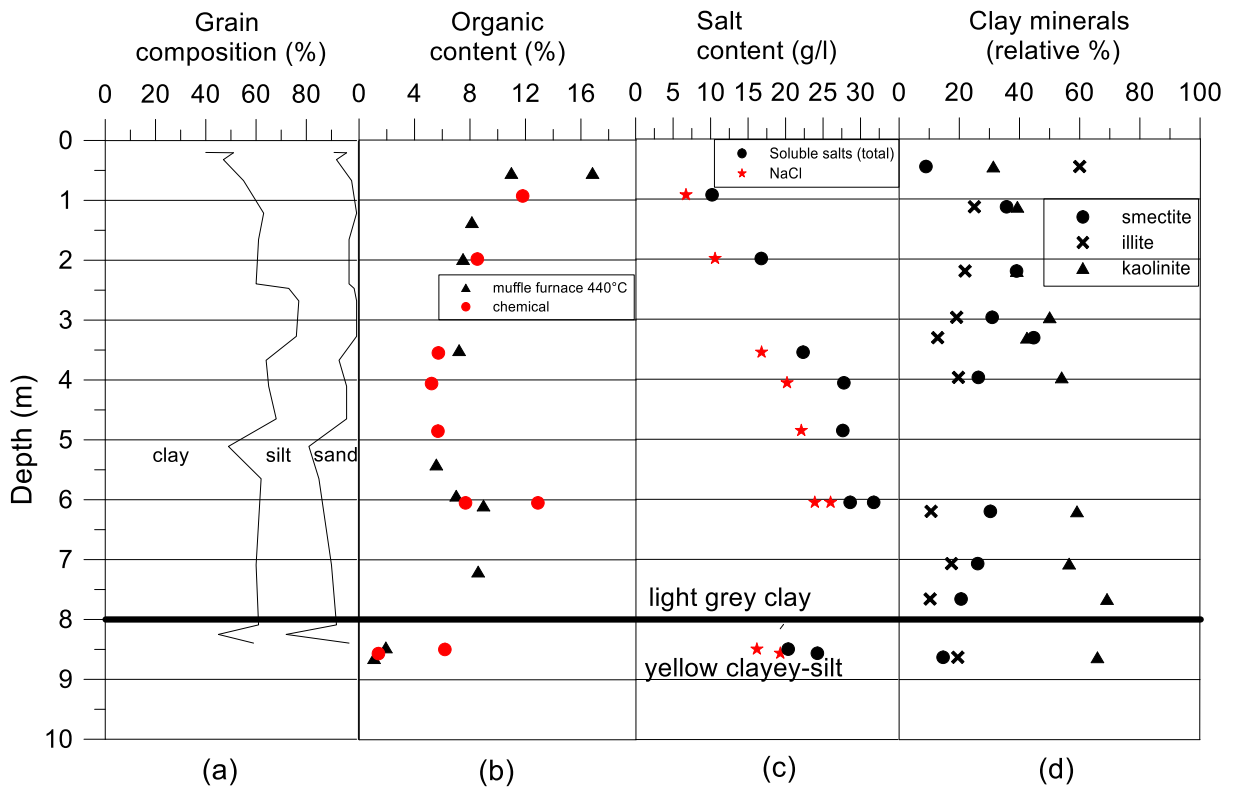 Grain
composition (%)
Organic
content (%)
Salt
content (g/l)
Clay minerals
(relative %)
0 20 40 60 80 0 4 8 12 16 0 5 10 15 20 25 30 0 20 40 60 80 100
0
1
2
3
4
5
6
7
8
9
10
Depth (m)
clay silt sand
muffle furnace 440°C
chemical
Soluble salts (total)
NaCl
smectite
illite
kaolinite
light grey clay
yellow clayey-silt
(a) (b) (c) (d)